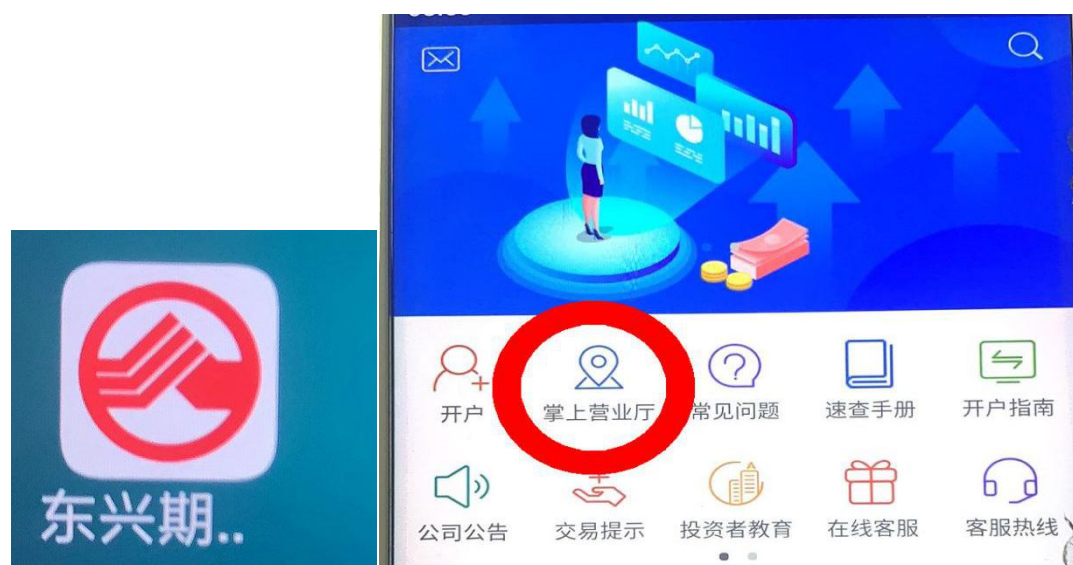 东兴期..
开户
掌上营业厅
常见问题
速查手册
开户指南
公司公告
交易提示
投资者教育
在线客服
客服热线